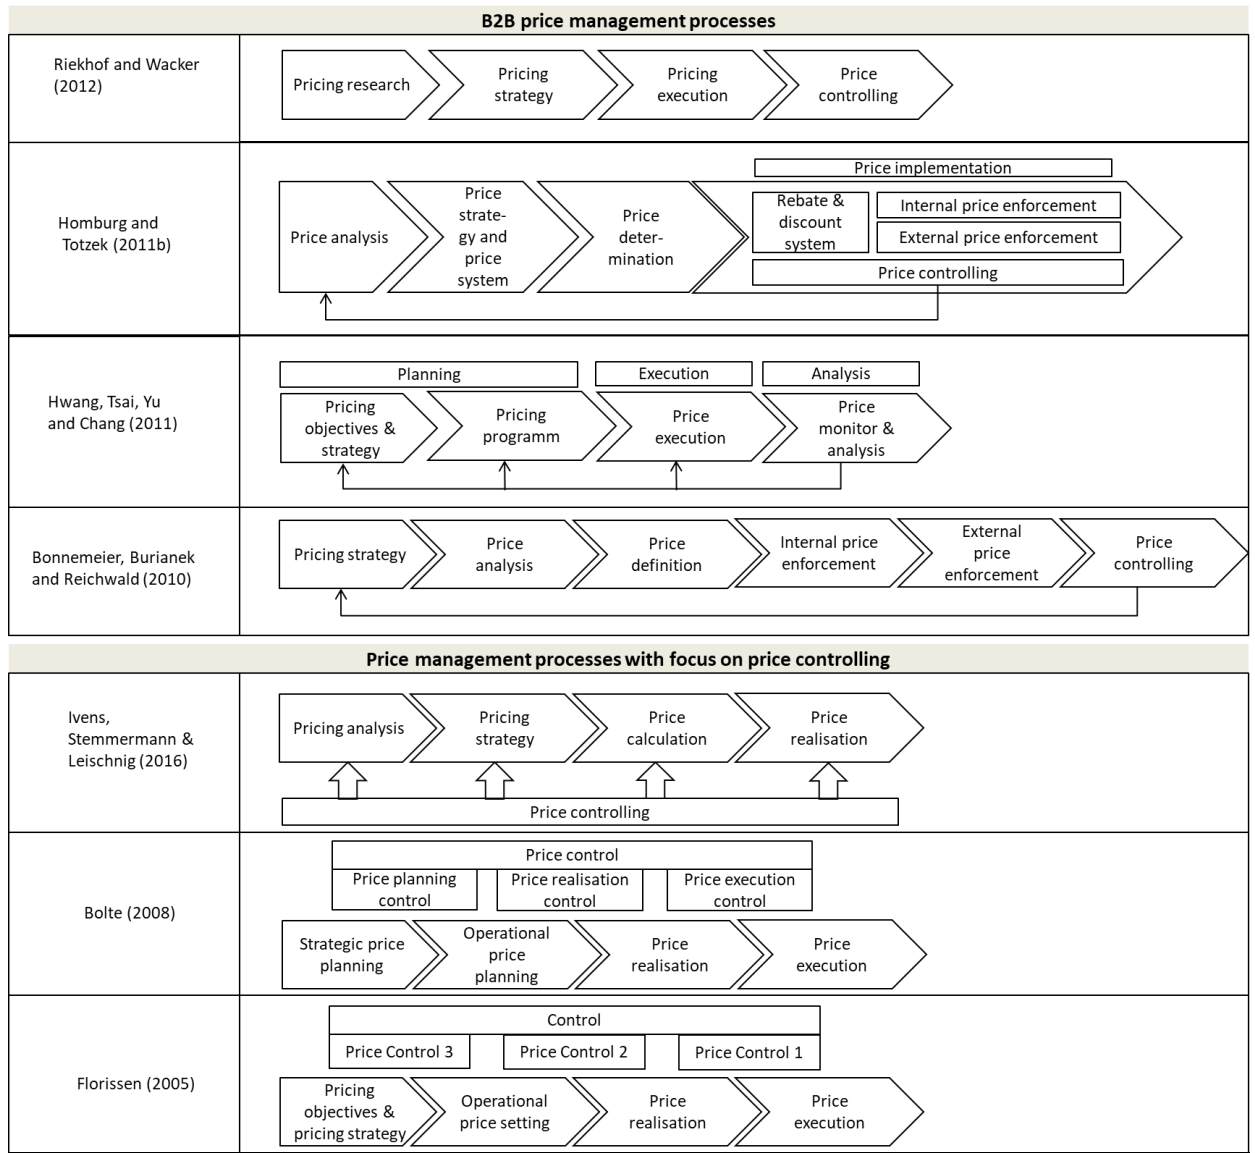 B2B price management processes
Riekhof and Wacker
(2012)
Pricing research
Pricing
strategy
Pricing
execution
Price
controlling
Homburg and
Totzek (2011b)
Price analysis
Price
strate-
gy and
price
system
Price
deter-
mination
Price implementation
Rebate &
discount
system
Internal price enforcement
External price enforcement
Price controlling
Hwang, Tsai, Yu
and Chang (2011)
Planning
Execution
Analysis
Pricing
objectives &
strategy
Pricing
programm
Price
execution
Price
monitor &
analysis
Bonnemeier, Burianek
and Reichwald (2010)
Pricing strategy
Price
analysis
Price
definition
Internal price
enforcement
External
price
enforcement
Price
controlling
Price management processes with focus on price controlling
Ivens,
Stemmermann &
Leischnig (2016)
Pricing analysis
Pricing
strategy
Price
calculation
Price
realisation
Price controlling
Bolte (2008)
Price control
Price planning
control
Price realisation
control
Price execution
control
Strategic price
planning
Operational
price
planning
Price
realisation
Price
execution
Florissen (2005)
Control
Price Control 3
Price Control 2
Price Control 1
Pricing
objectives &
pricing strategy
Operational
price setting
Price
realisation
Price
execution